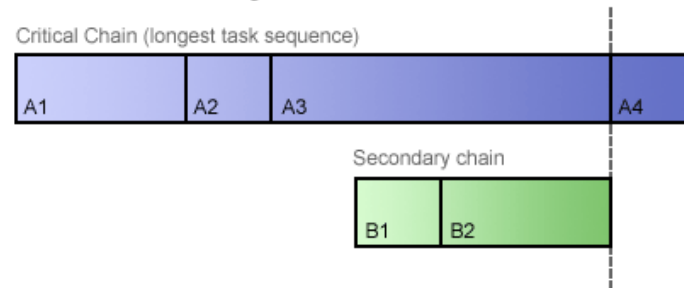 Critical Chain (longest task sequence)
A1 A2 A3 A4
Secondary chain
B1 B2